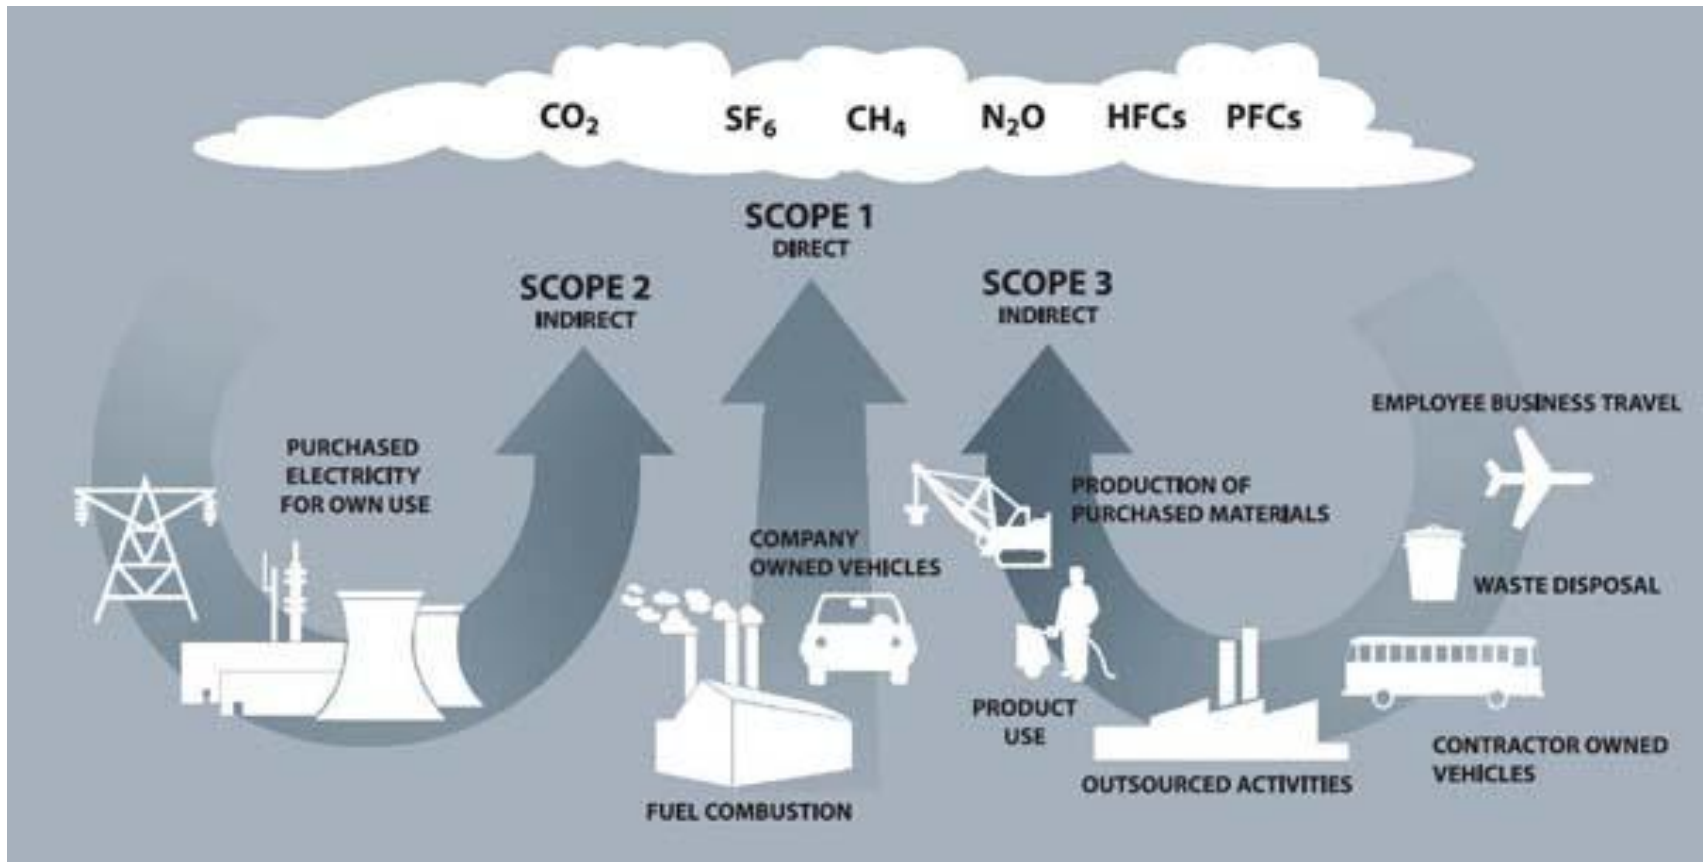 CO₂ SF₆ CH₄ N₂O HFCs PFCs
SCOPE 1
DIRECT
SCOPE 2
INDIRECT
SCOPE 3
INDIRECT
PURCHASED
ELECTRICITY
FOR OWN USE
COMPANY
OWNED VEHICLES
FUEL COMBUSTION
PRODUCTION OF
PURCHASED MATERIALS
PRODUCT
USE
OUTSOURCED ACTIVITIES
EMPLOYEE BUSINESS TRAVEL
WASTE DISPOSAL
CONTRACTOR OWNED
VEHICLES